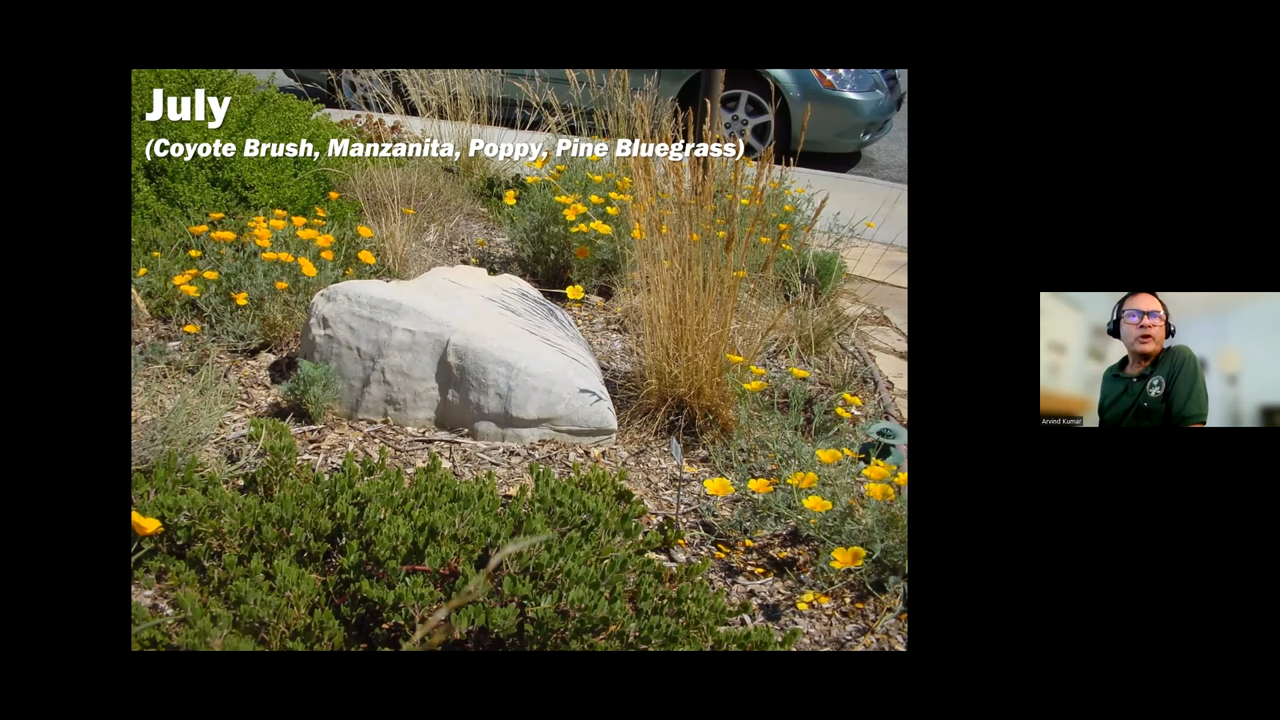 July
(Coyote Brush, Manzanita, Poppy, Pine Bluegrass)
Arvind Kumar